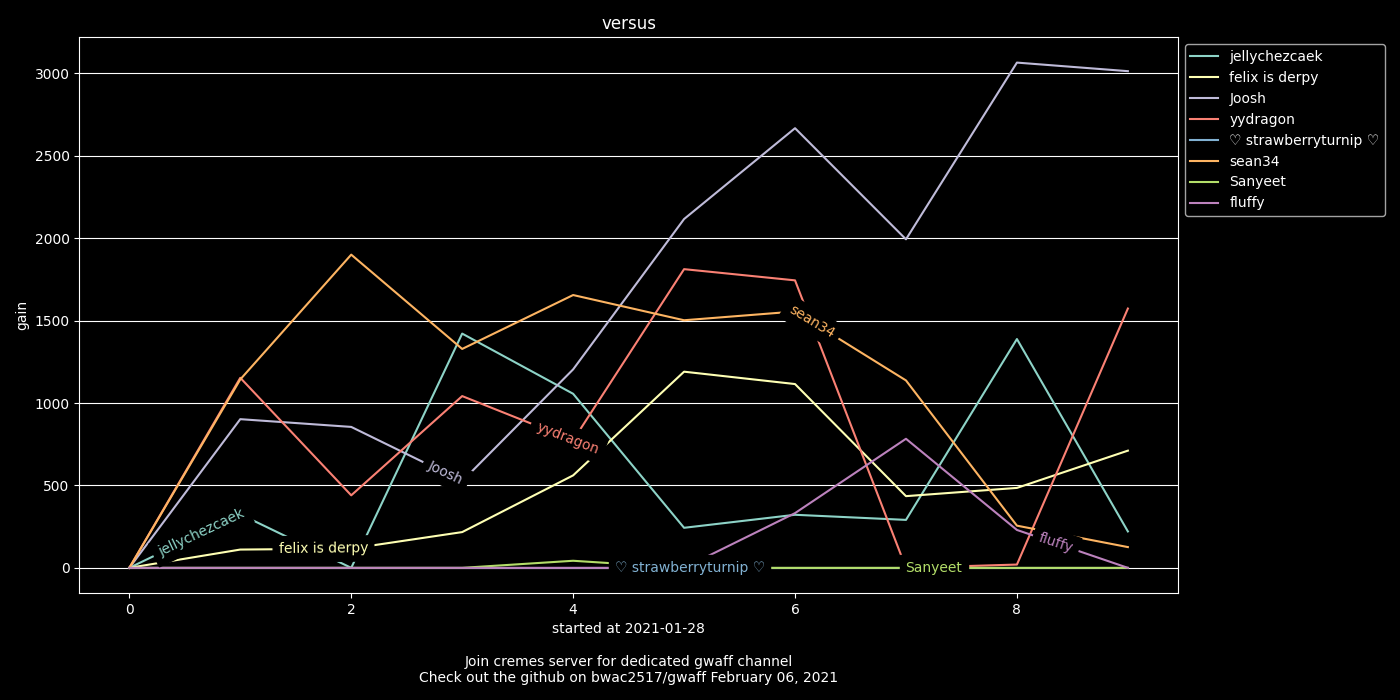 versus
3000
2500
2000
1500
1000
500
0
gain
0
2
4
6
8
started at 2021-01-28
jellychezcaek
felix is derpy
Joosh
yydragon
♡ strawberryturnip ♡
sean34
Sanyeet
fluffy
jellychezcaek
felix is derpy
Joosh
yydragon
♡ strawberryturnip ♡
sean34
Sanyeet
fluffy
Join cremes server for dedicated gwaff channel
Check out the github on bwac2517/gwaff February 06, 2021